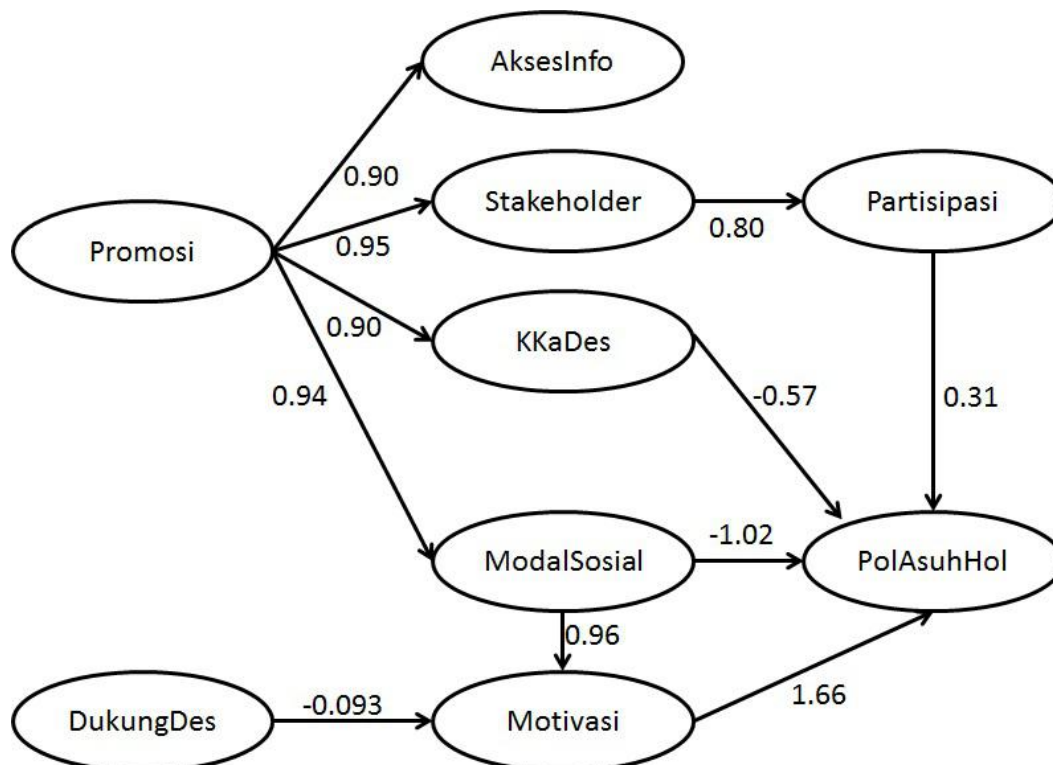 AksesInfo
0.90
Stakeholder
0.80
Partisipasi
Promosi
0.95
0.90
KKaDes
0.94
-0.57
0.31
ModalSosial
-1.02
PolAsuhHol
0.96
DukungDes
-0.093
Motivasi
1.66